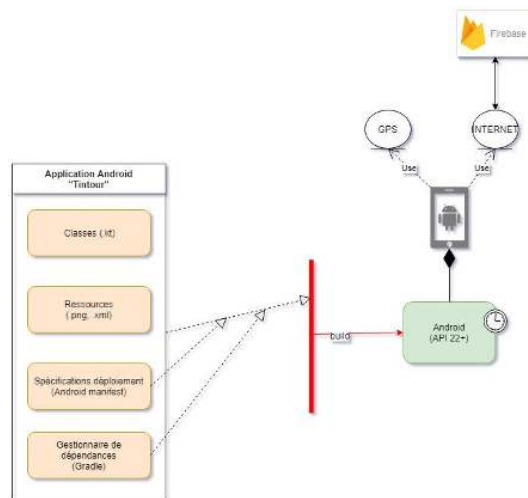 Firebase
GPS
INTERNET
Use
Use
Application Android
"Tintour"
Classes (.kt)
Ressources
(.png, .xml)
Spécifications déploiement
(Android manifest)
Gestionnaire de
dépendances
(Gradle)
build
Android
(API 22+)